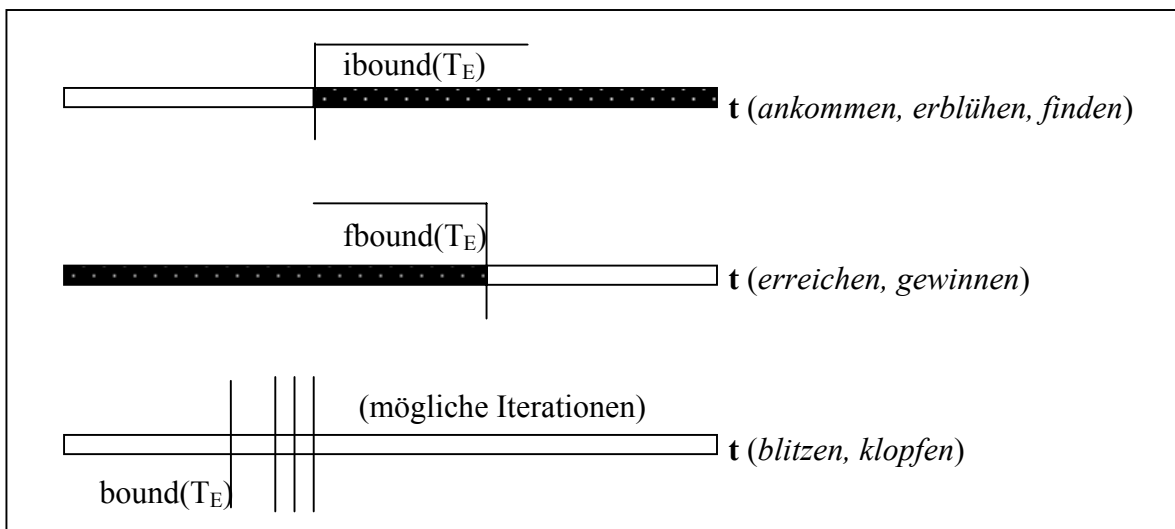 ibound(T_E)
t (ankommen, erblühen, finden)
fbound(T_E)
t (erreichen, gewinnen)
(mögliche Iterationen)
t (blitzen, klopfen)
bound(T_E)